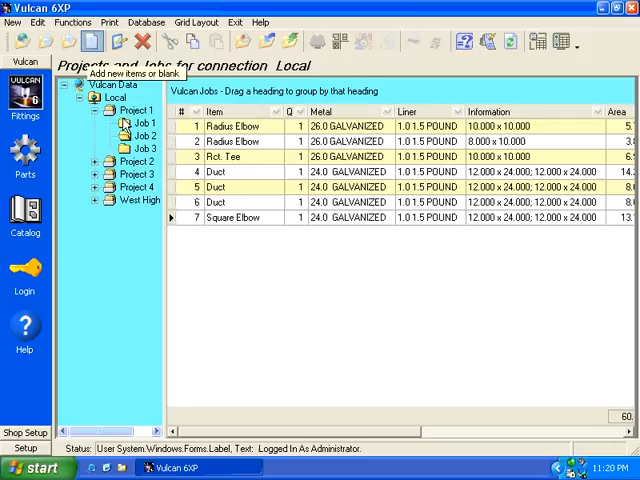 Vulcan 6XP
New Edit Functions Print Database Grid Layout Exit Help
Vulcan
Projects and Jobs for connection Local
Add new items or blank
VULCAN
6
Fittings
Parts
Catalog
Login
Help
Shop Setup
Setup
Vulcan Data
Local
Project 1
Job 1
Job 2
Job 3
Project 2
Project 3
Project 4
West High
Vulcan Jobs - Drag a heading to group by that heading
# Item Q Metal Liner Information Area
1 Radius Elbow 1 26.0 GALVANIZED 1.0 1.5 POUND 10.000 x 10.000 5.
2 Radius Elbow 1 26.0 GALVANIZED 1.0 1.5 POUND 8.000 x 10.000 3.
3 Rct. Tee 1 26.0 GALVANIZED 1.0 1.5 POUND 10.000 x 10.000 6.
4 Duct 1 24.0 GALVANIZED 1.0 1.5 POUND 12.000 x 24.000; 12.000 x 24.000 14.
5 Duct 1 24.0 GALVANIZED 1.0 1.5 POUND 12.000 x 24.000; 12.000 x 24.000 8.
6 Duct 1 24.0 GALVANIZED 1.0 1.5 POUND 12.000 x 24.000; 12.000 x 24.000 8.
7 Square Elbow 1 24.0 GALVANIZED 1.0 1.5 POUND 12.000 x 24.000; 12.000 x 24.000 13.
60.
Status: User System.Windows.Forms.Label, Text: Logged In As Administrator.
start
Vulcan 6XP
11:20 PM